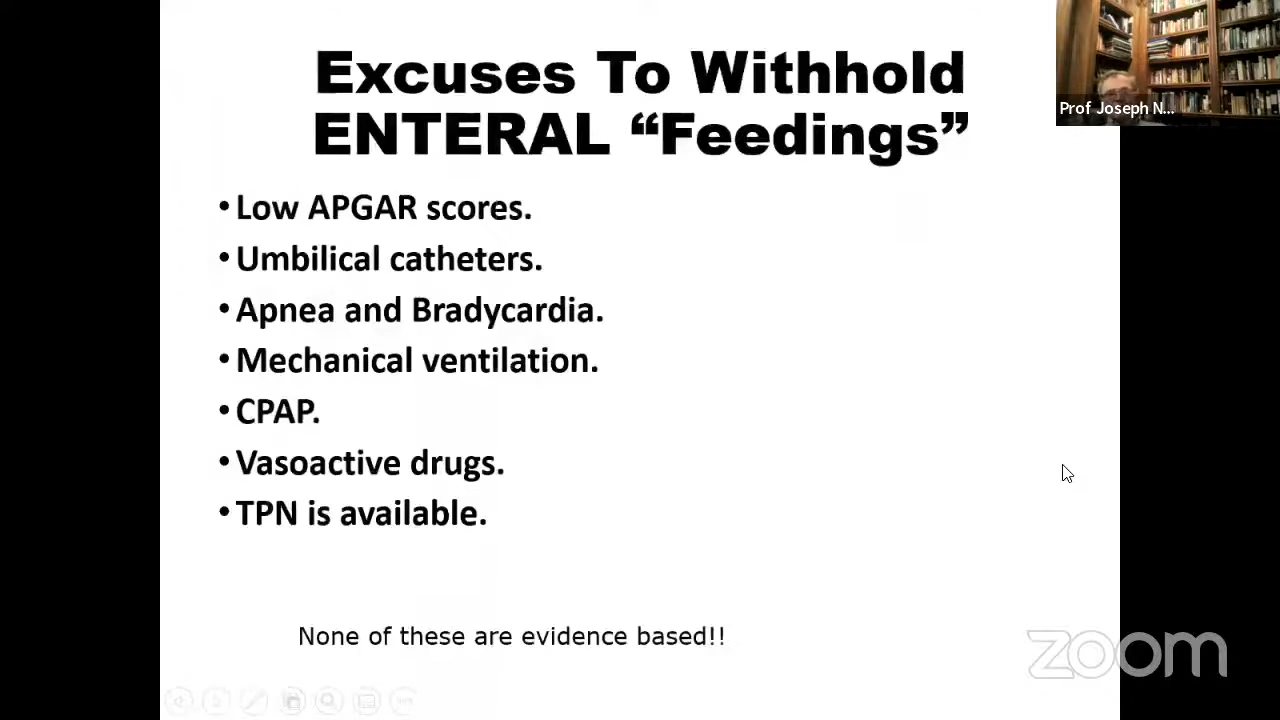 Excuses To Withhold
ENTERAL “Feedings”
Prof Joseph N...
• Low APGAR scores.
• Umbilical catheters.
• Apnea and Bradycardia.
• Mechanical ventilation.
• CPAP.
• Vasoactive drugs.
• TPN is available.
None of these are evidence based!!
zoom